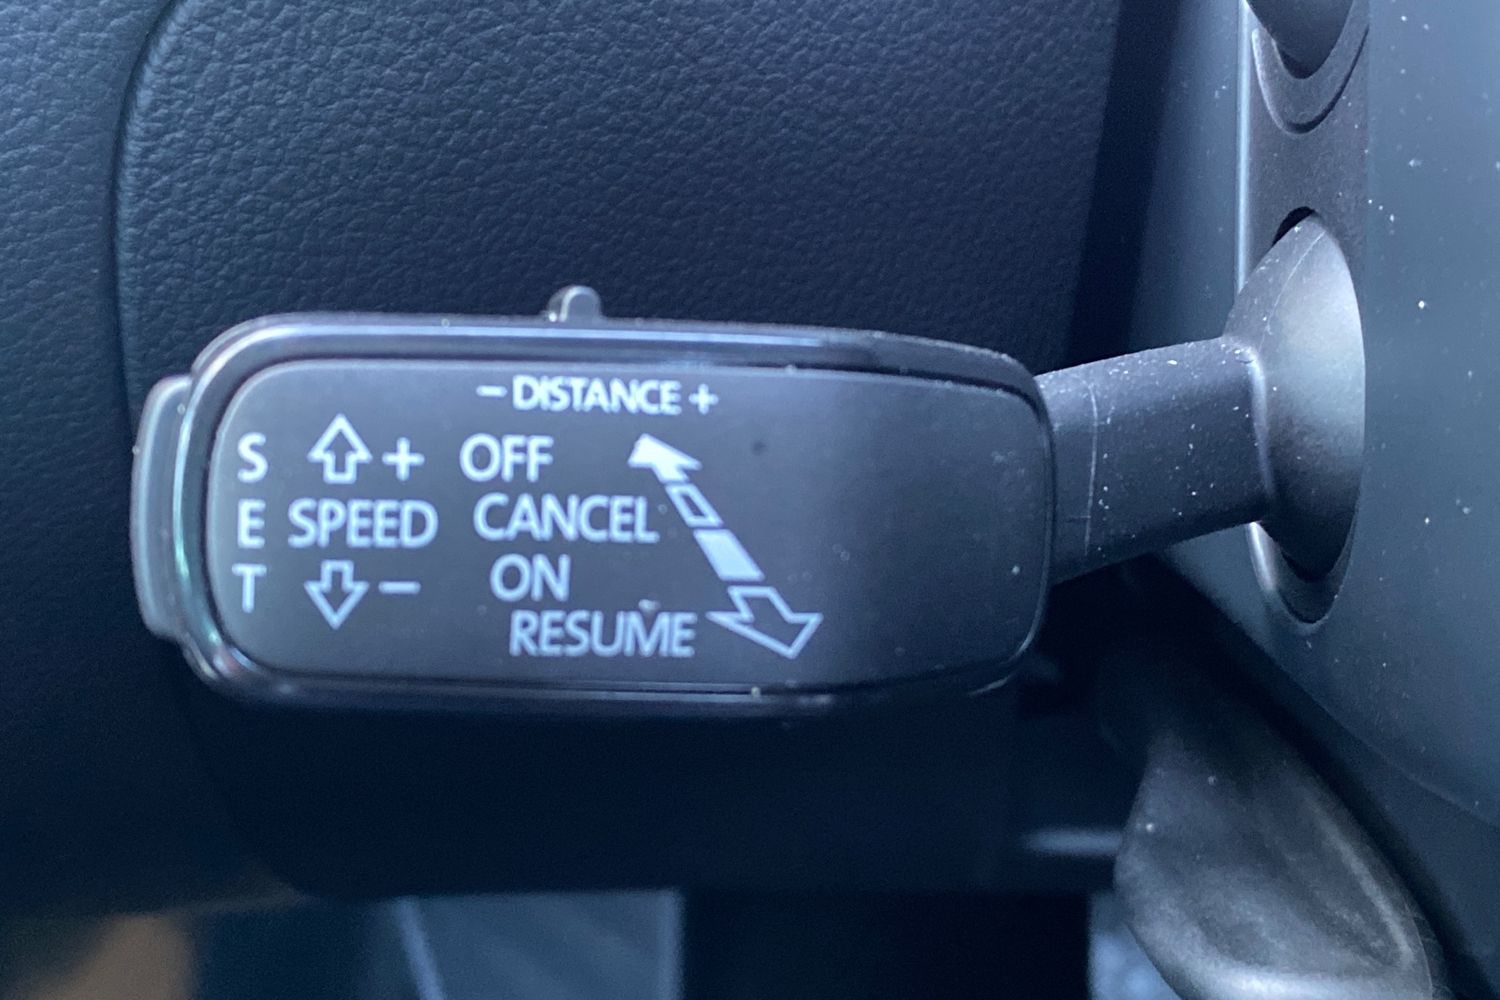 − DISTANCE +
S + OFF
E SPEED CANCEL
T − ON
RESUME